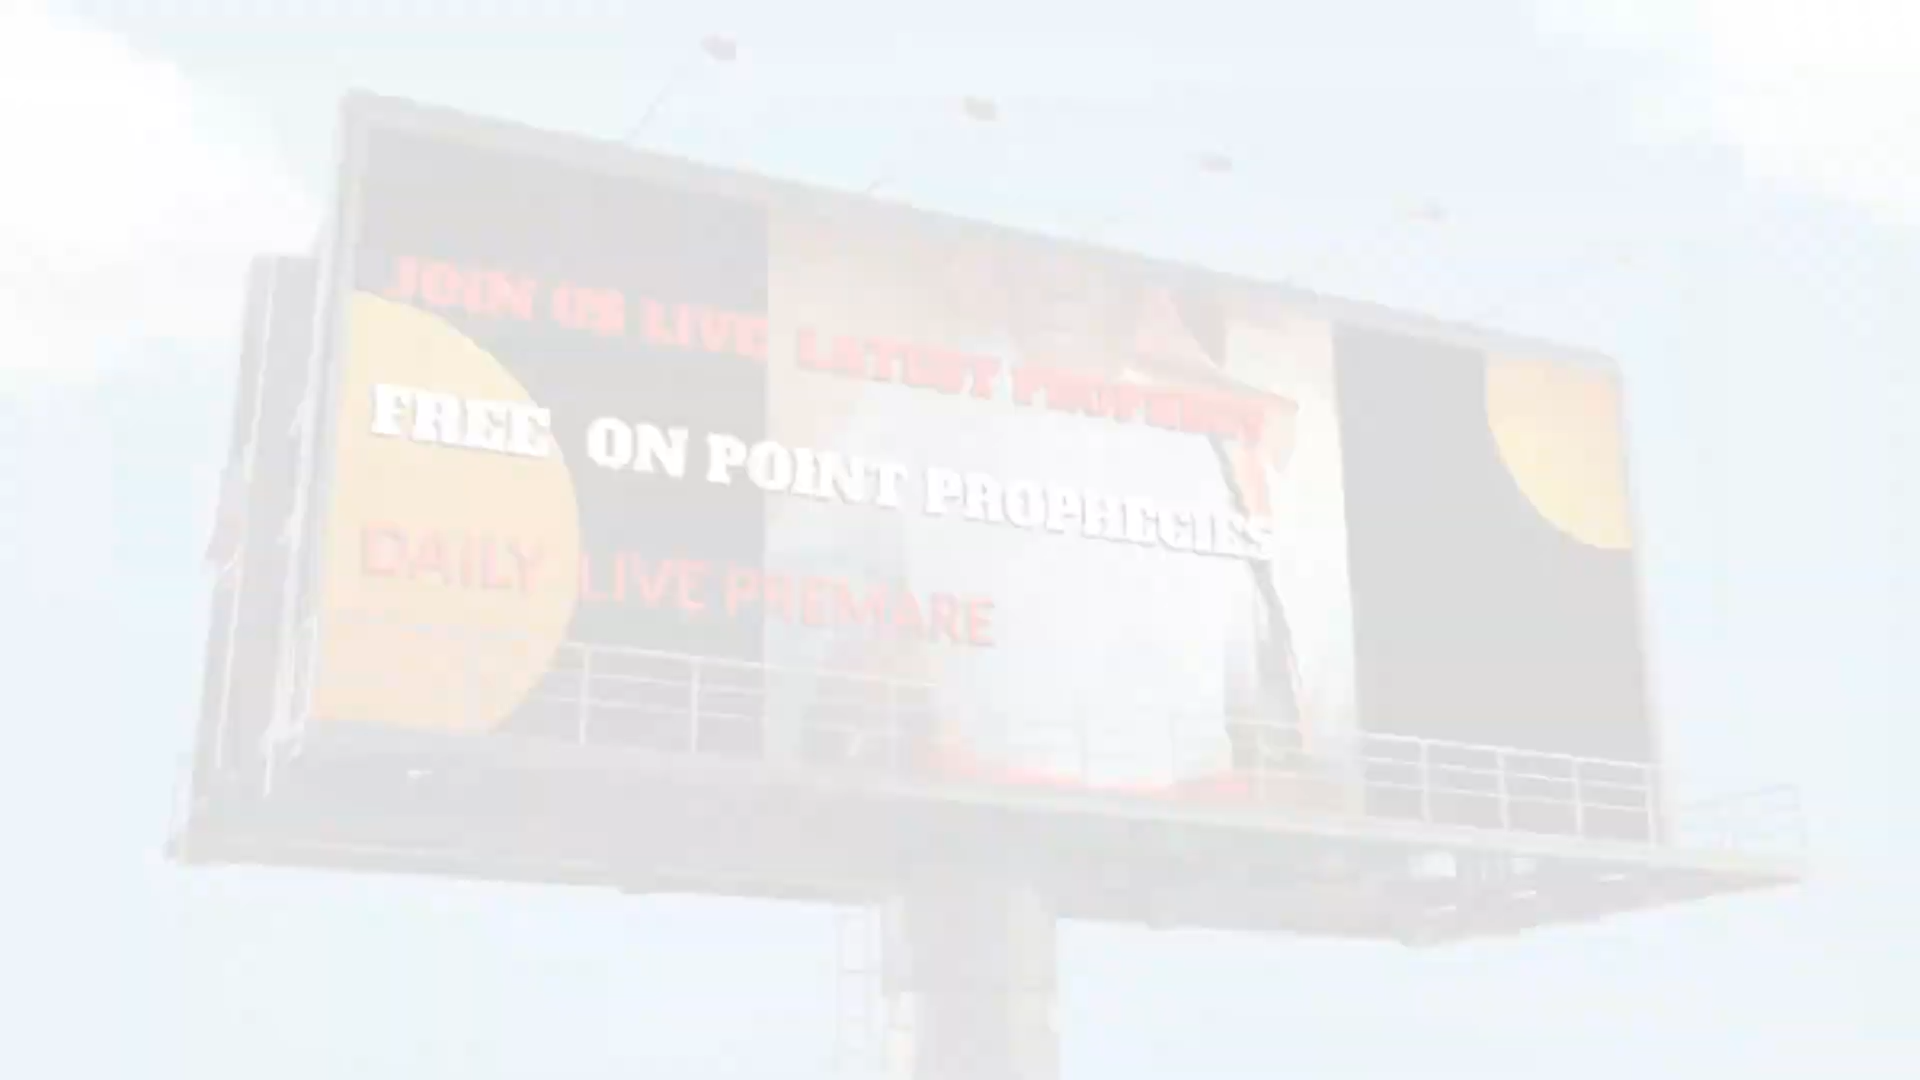 JOIN US LIVE LATEST PROPHECY
FREE ON POINT PROPHECIES
DAILY LIVE PREMARE